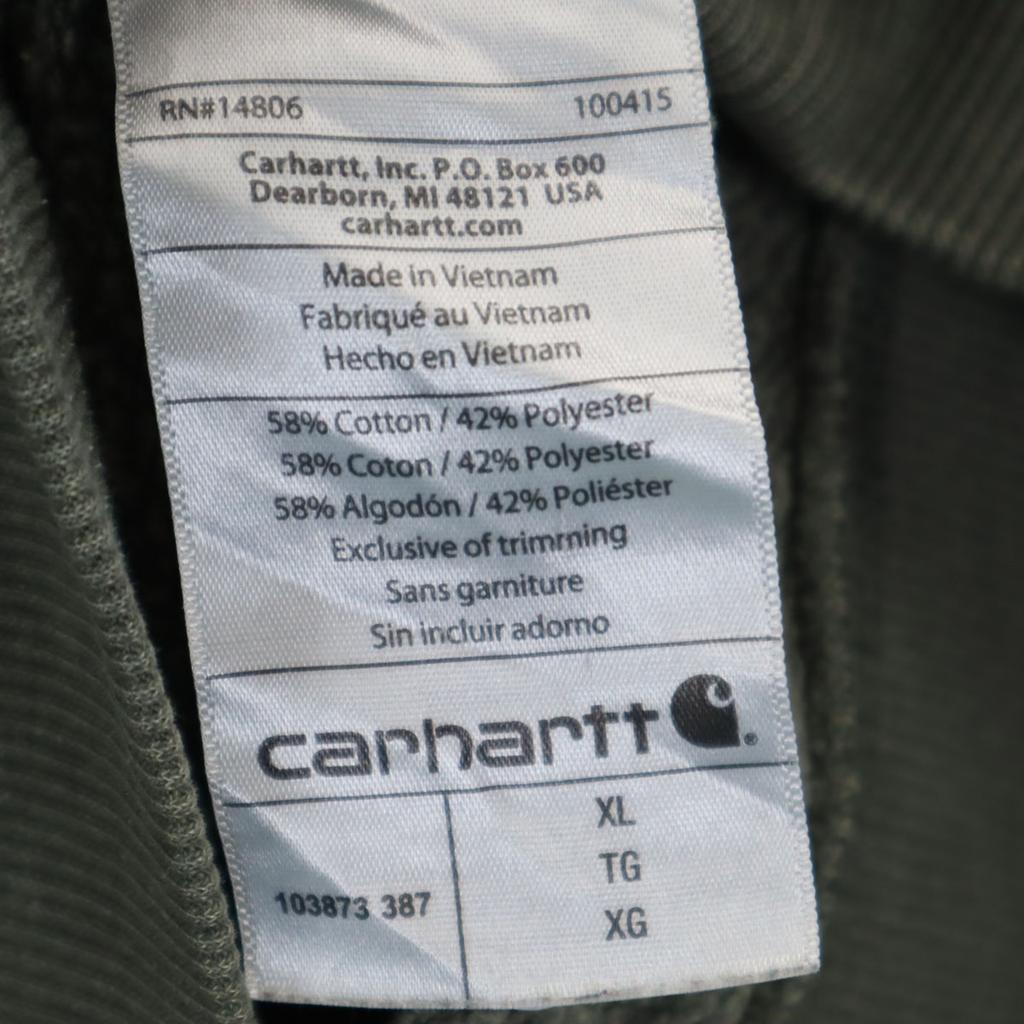 RN#14806 100415
Carhartt, Inc. P.O. Box 600
Dearborn, MI 48121 USA
carhartt.com
Made in Vietnam
Fabriqué au Vietnam
Hecho en Vietnam
58% Cotton / 42% Polyester
58% Coton / 42% Polyester
58% Algodón / 42% Poliéster
Exclusive of trimming
Sans garniture
Sin incluir adorno
carhartt
XL
TG
103873 387
XG